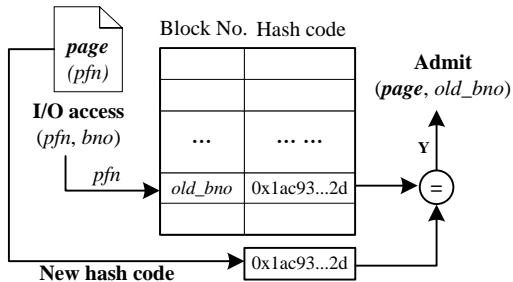 page
(pfn)
I/O access
(pfn, bno)
pfn
Block No. Hash code
... ... ...
old_bno 0x1ac93...2d
New hash code
0x1ac93...2d
=
Y
Admit
(page, old_bno)